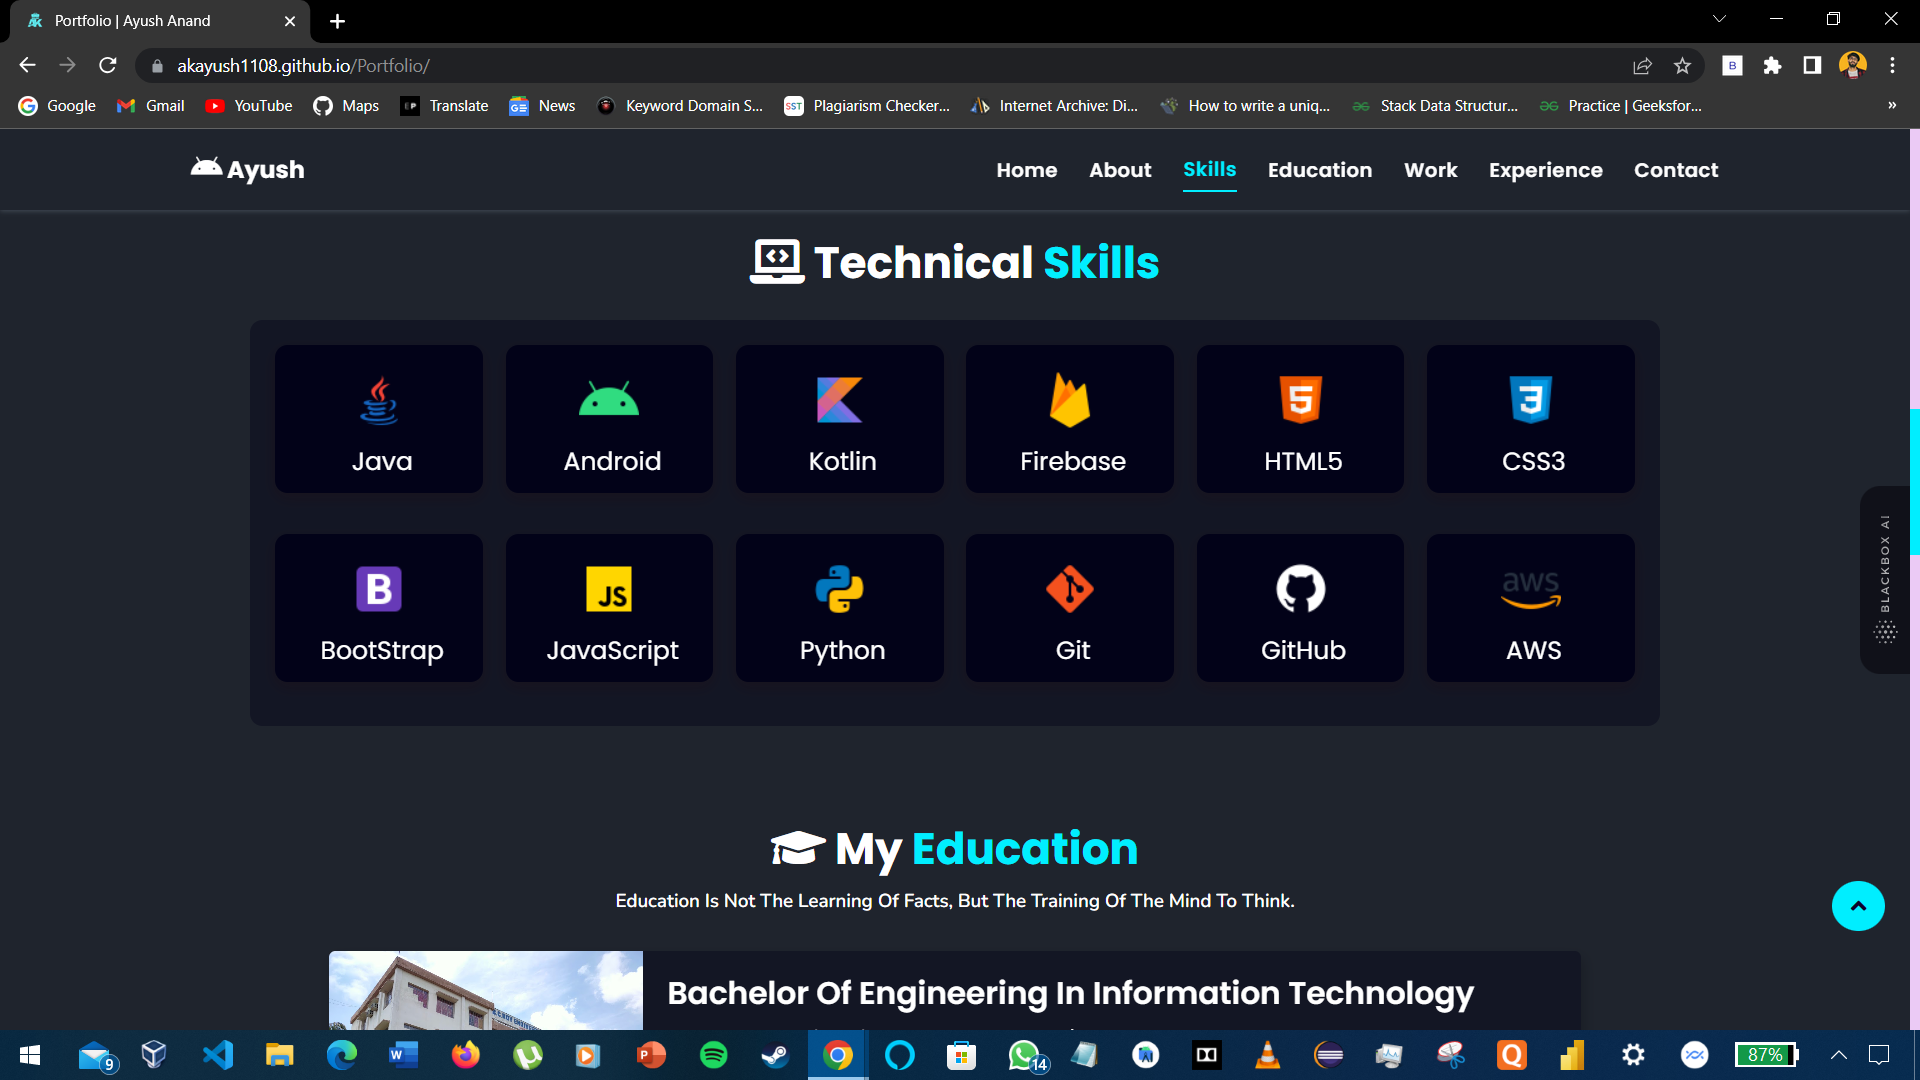 Portfolio | Ayush Anand
akayush1108.github.io/Portfolio/
B
Google Gmail YouTube Maps Translate News Keyword Domain S... SST Plagiarism Checker... Internet Archive: Di... How to write a uniq... Stack Data Structur... Practice | Geeksfor... »
Ayush
Home About Skills Education Work Experience Contact
Technical Skills
Java Android Kotlin Firebase HTML5 CSS3
BLACKBOX AI
B JS aws
BootStrap JavaScript Python Git GitHub AWS
My Education
Education Is Not The Learning Of Facts, But The Training Of The Mind To Think.
Bachelor Of Engineering In Information Technology
9 14 87%